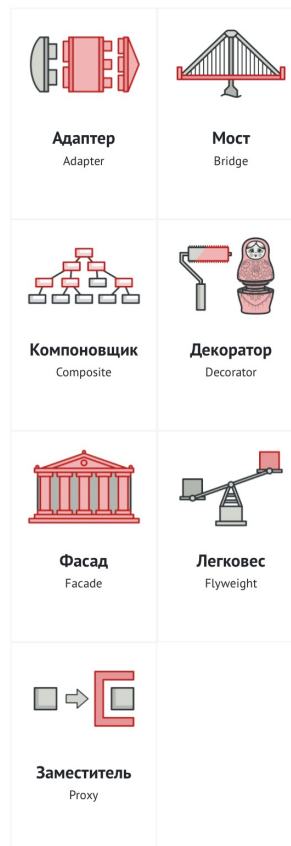 Адаптер
Adapter
Мост
Bridge
Компоновщик
Composite
Декоратор
Decorator
Фасад
Facade
Легковес
Flyweight
Заместитель
Proxy